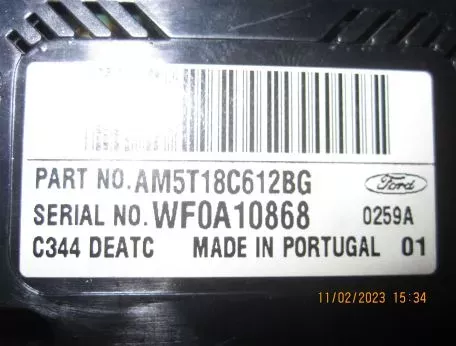 PART NO. AM5T18C612BG
Ford
SERIAL NO. WF0A10868
0259A
C344 DEATC MADE IN PORTUGAL 01
11/02/2023 15:34